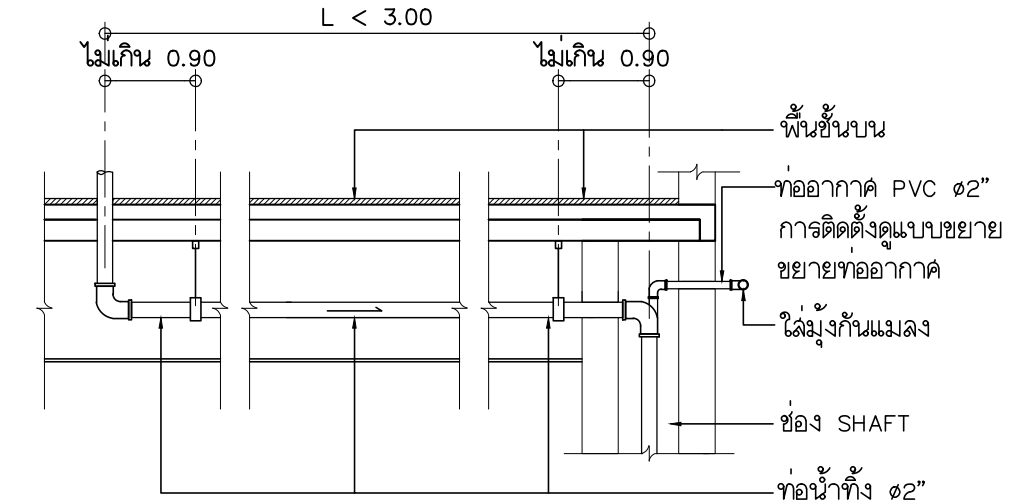 L < 3.00
ไม่เกิน 0.90
ไม่เกิน 0.90
พื้นชั้นบน
ท่ออากาศ PVC ø2"
การติดตั้งดูแบบขยาย
ขยายท่ออากาศ
ใส่มุ้งกันแมลง
ช่อง SHAFT
ท่อน้ำทิ้ง ø2"